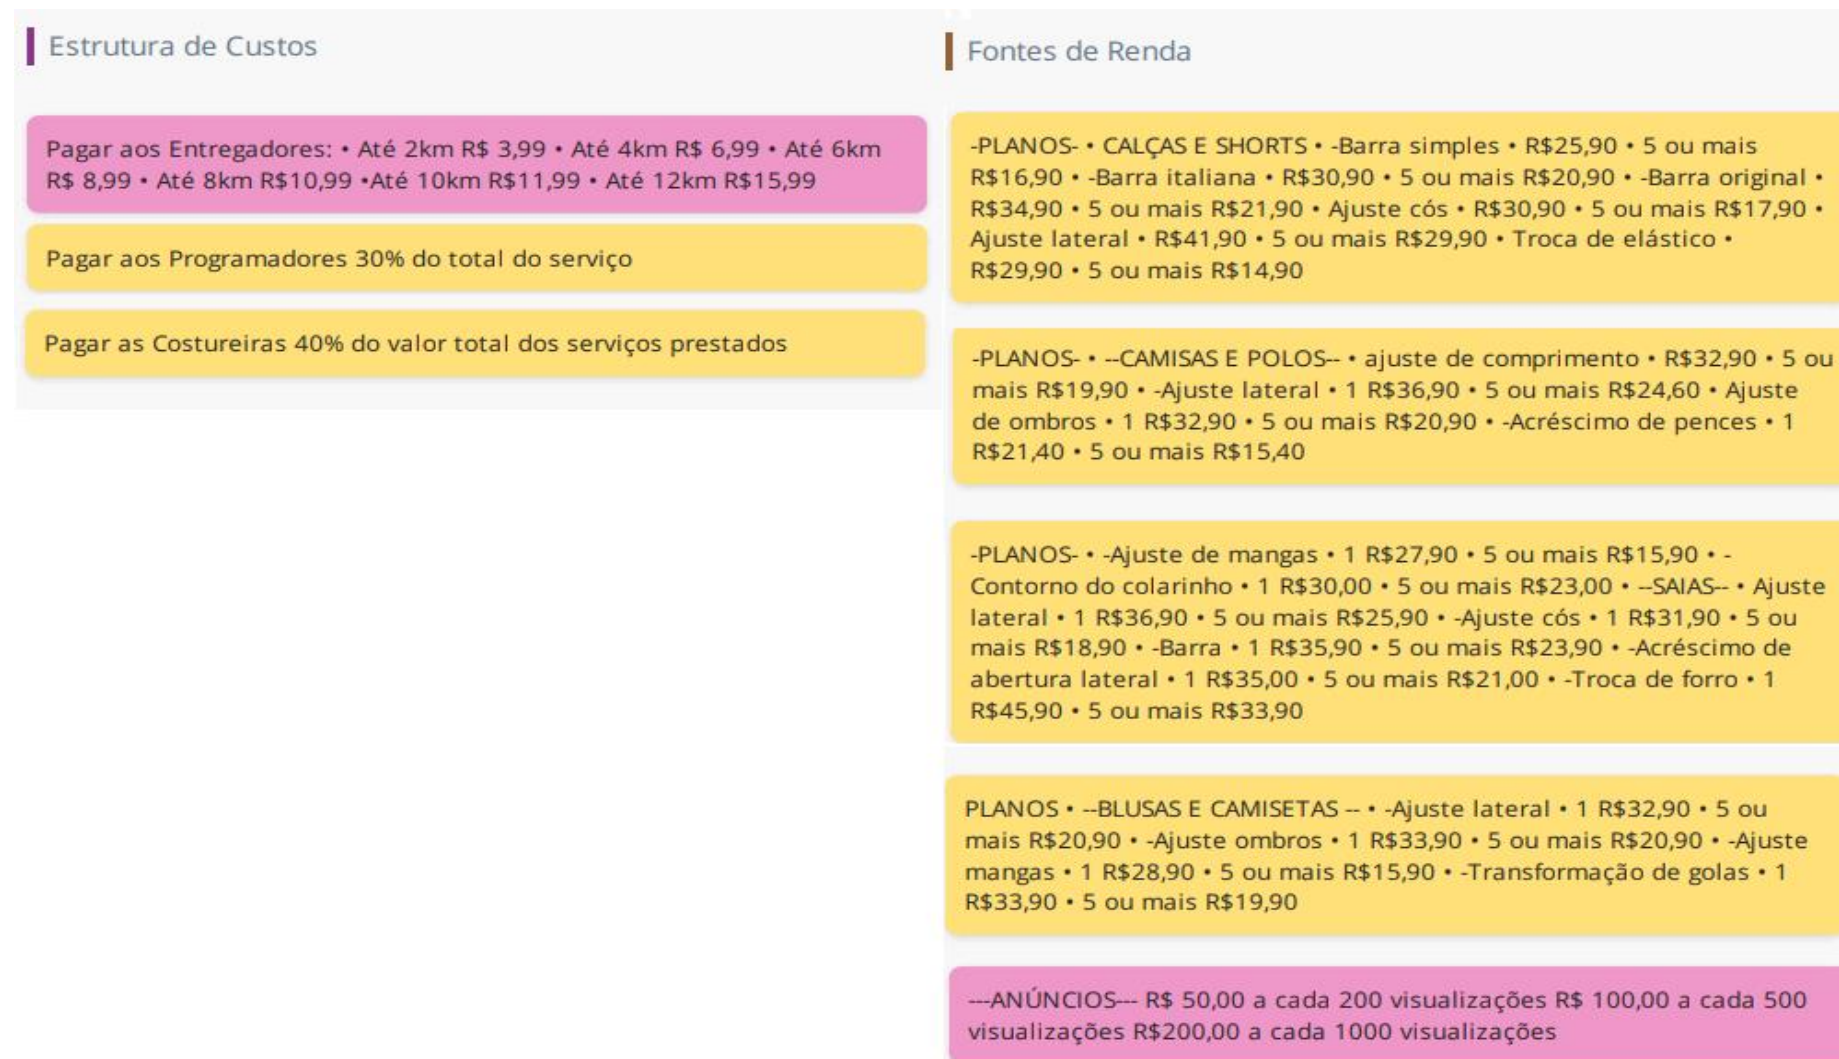 Estrutura de Custos
Pagar aos Entregadores: • Até 2km R$ 3,99 • Até 4km R$ 6,99 • Até 6km
R$ 8,99 • Até 8km R$10,99 •Até 10km R$11,99 • Até 12km R$15,99
Pagar aos Programadores 30% do total do serviço
Pagar as Costureiras 40% do valor total dos serviços prestados
Fontes de Renda
-PLANOS- • CALÇAS E SHORTS • -Barra simples • R$25,90 • 5 ou mais
R$16,90 • -Barra italiana • R$30,90 • 5 ou mais R$20,90 • -Barra original •
R$34,90 • 5 ou mais R$21,90 • Ajuste cós • R$30,90 • 5 ou mais R$17,90 •
Ajuste lateral • R$41,90 • 5 ou mais R$29,90 • Troca de elástico •
R$29,90 • 5 ou mais R$14,90
-PLANOS- • --CAMISAS E POLOS-- • ajuste de comprimento • R$32,90 • 5 ou
mais R$19,90 • -Ajuste lateral • 1 R$36,90 • 5 ou mais R$24,60 • Ajuste
de ombros • 1 R$32,90 • 5 ou mais R$20,90 • -Acréscimo de pences • 1
R$21,40 • 5 ou mais R$15,40
-PLANOS- • -Ajuste de mangas • 1 R$27,90 • 5 ou mais R$15,90 • -
Contorno do colarinho • 1 R$30,00 • 5 ou mais R$23,00 • --SAIAS-- • Ajuste
lateral • 1 R$36,90 • 5 ou mais R$25,90 • -Ajuste cós • 1 R$31,90 • 5 ou
mais R$18,90 • -Barra • 1 R$35,90 • 5 ou mais R$23,90 • -Acréscimo de
abertura lateral • 1 R$35,00 • 5 ou mais R$21,00 • -Troca de forro • 1
R$45,90 • 5 ou mais R$33,90
PLANOS • --BLUSAS E CAMISETAS -- • -Ajuste lateral • 1 R$32,90 • 5 ou
mais R$20,90 • -Ajuste ombros • 1 R$33,90 • 5 ou mais R$20,90 • -Ajuste
mangas • 1 R$28,90 • 5 ou mais R$15,90 • -Transformação de golas • 1
R$33,90 • 5 ou mais R$19,90
---ANÚNCIOS--- R$ 50,00 a cada 200 visualizações R$ 100,00 a cada 500
visualizações R$200,00 a cada 1000 visualizações